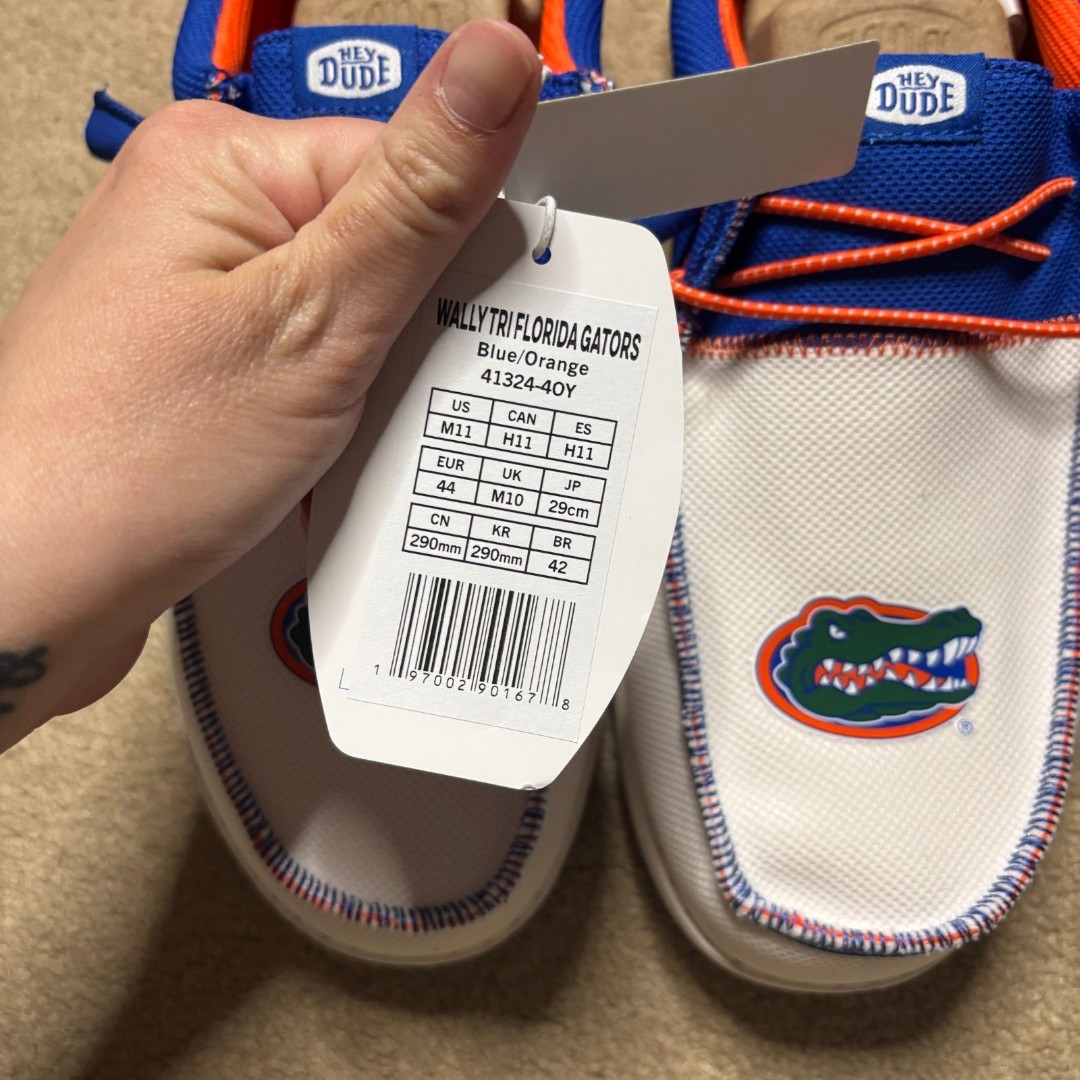 HEY
DUDE
HEY
DUDE
WALLY TRI FLORIDA GATORS
Blue/Orange
41324-4OY
US CAN ES
M11 H11 H11
EUR UK JP
44 M10 29cm
CN KR BR
290mm 290mm 42
L
1 97002 90167 8
®